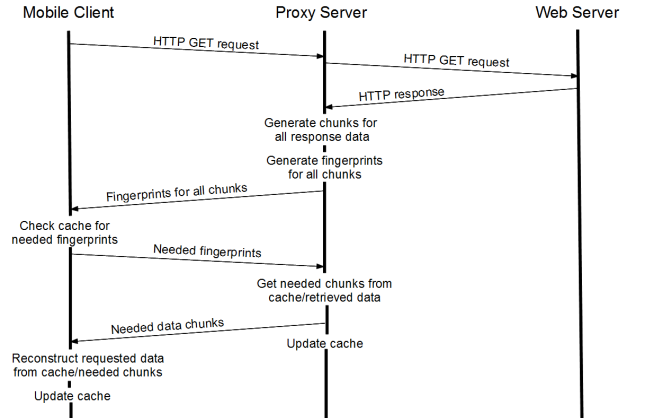 Mobile Client
Proxy Server
Web Server
HTTP GET request
HTTP GET request
HTTP response
Generate chunks for
all response data
Generate fingerprints
for all chunks
Fingerprints for all chunks
Check cache for
needed fingerprints
Needed fingerprints
Get needed chunks from
cache/retrieved data
Needed data chunks
Update cache
Reconstruct requested data
from cache/needed chunks
Update cache